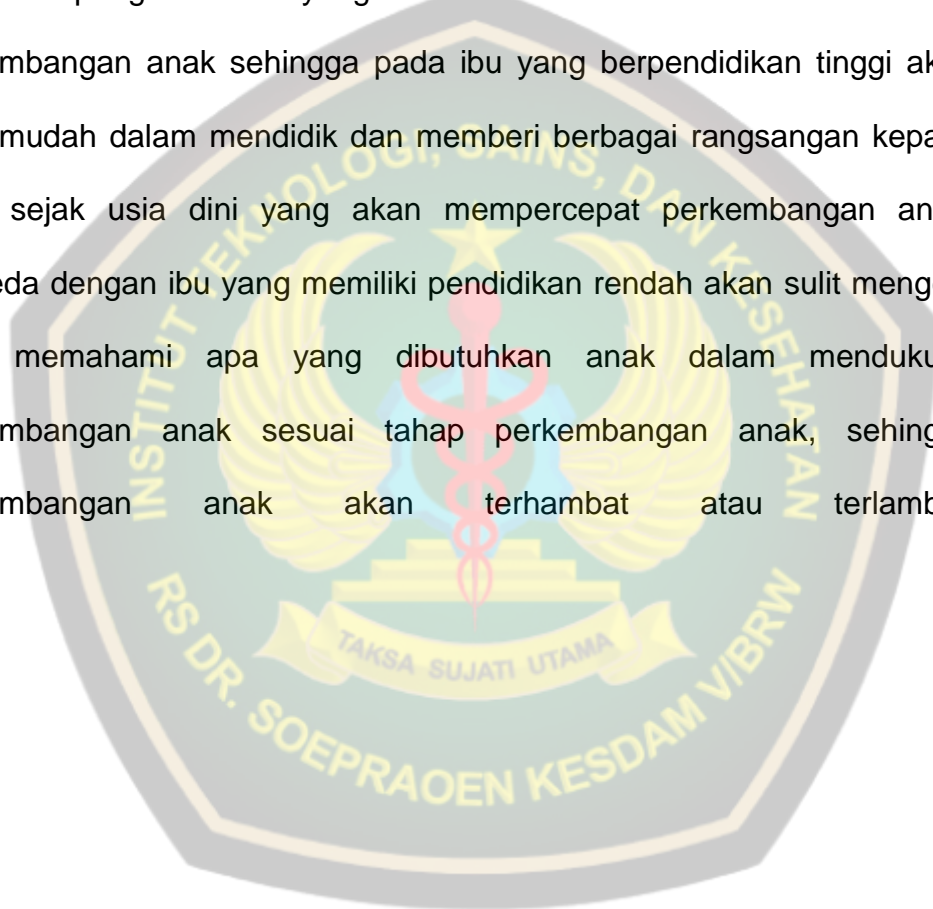 yang
mbangan anak sehingga pada ibu yang berpendidikan tinggi ak
mudah dalam mendidik dan memberi berbagai rangsangan kepa
sejak usia dini yang akan mempercepat perkembangan an
eda dengan ibu yang memiliki pendidikan rendah akan sulit meng
memahami apa yang dibutuhkan anak dalam menduku
mbangan anak sesuai tahap perkembangan anak, sehing
mbangan anak akan terhambat atau terlamb
INSTITUT TEKNOLOGI, SAINS, DAN KESEHATAN
TAKSA SUJATI UTAMA
RS DR. SOEPRAOEN KESDAM V/BRW